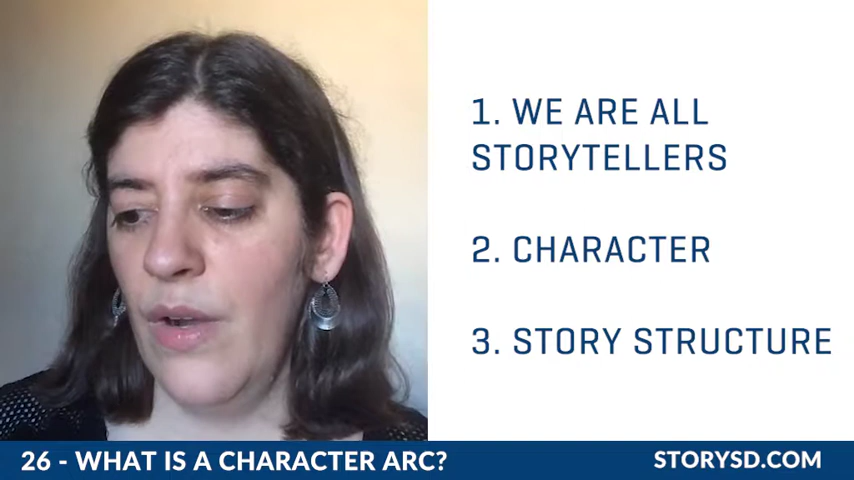 1. WE ARE ALL
STORYTELLERS
2. CHARACTER
3. STORY STRUCTURE
26 - WHAT IS A CHARACTER ARC?
STORYSD.COM